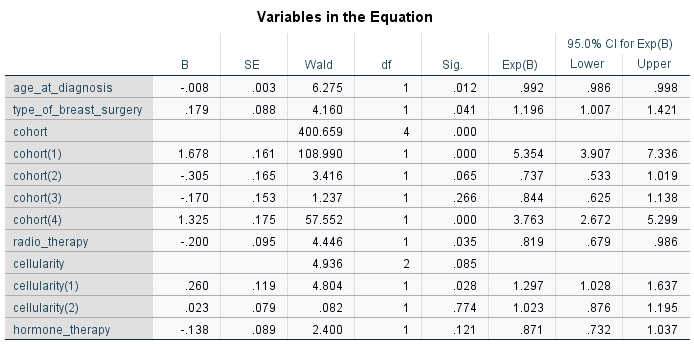 Variables in the Equation
95.0% CI for Exp(B)
B SE Wald df Sig. Exp(B) Lower Upper
age_at_diagnosis -.008 .003 6.275 1 .012 .992 .986 .998
type_of_breast_surgery .179 .088 4.160 1 .041 1.196 1.007 1.421
cohort 400.659 4 .000
cohort(1) 1.678 .161 108.990 1 .000 5.354 3.907 7.336
cohort(2) -.305 .165 3.416 1 .065 .737 .533 1.019
cohort(3) -.170 .153 1.237 1 .266 .844 .625 1.138
cohort(4) 1.325 .175 57.552 1 .000 3.763 2.672 5.299
radio_therapy -.200 .095 4.446 1 .035 .819 .679 .986
cellularity 4.936 2 .085
cellularity(1) .260 .119 4.804 1 .028 1.297 1.028 1.637
cellularity(2) .023 .079 .082 1 .774 1.023 .876 1.195
hormone_therapy -.138 .089 2.400 1 .121 .871 .732 1.037